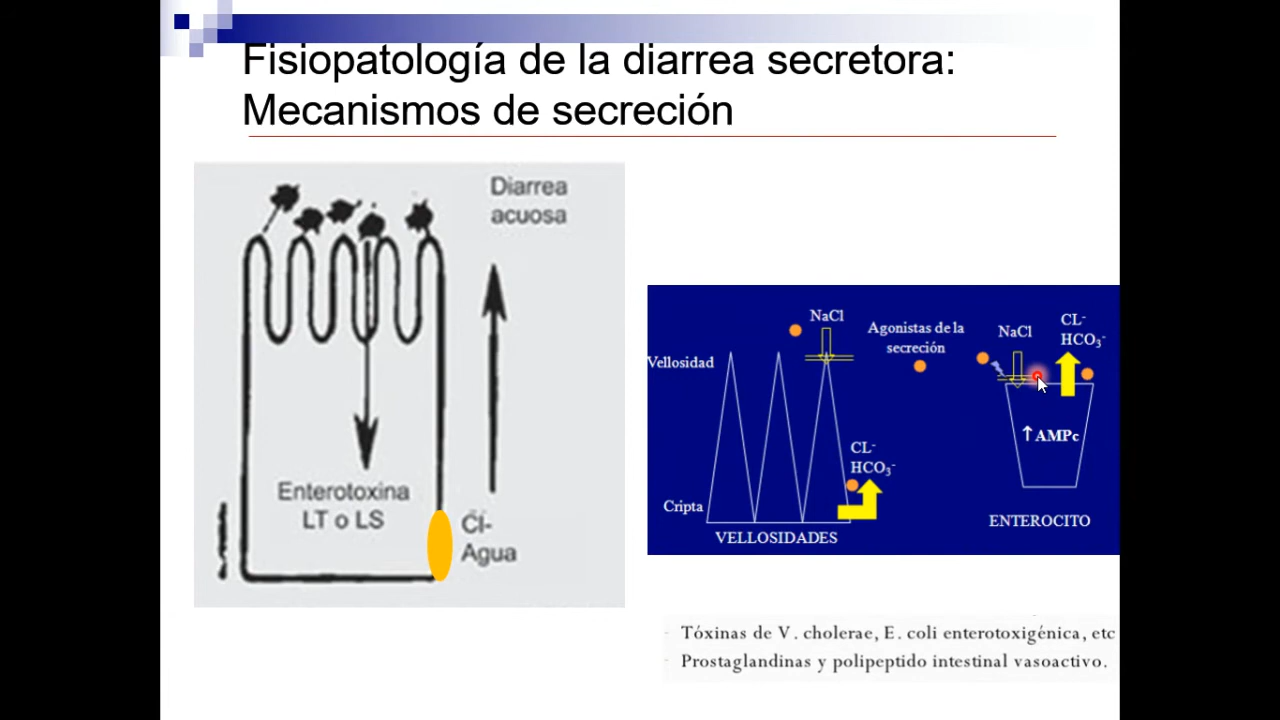 Fisiopatología de la diarrea secretora:
Mecanismos de secreción
Diarrea
acuosa
Enterotoxina
LT o LS
Cl-
Agua
NaCl
Agonistas de la
secreción
Vellosidad
CL-
HCO3-
Cripta
VELLOSIDADES
NaCl
CL-
HCO3-
↑AMPc
ENTEROCITO
- Tóxinas de V. cholerae, E. coli enterotoxigénica, etc
- Prostaglandinas y polipeptido intestinal vasoactivo.